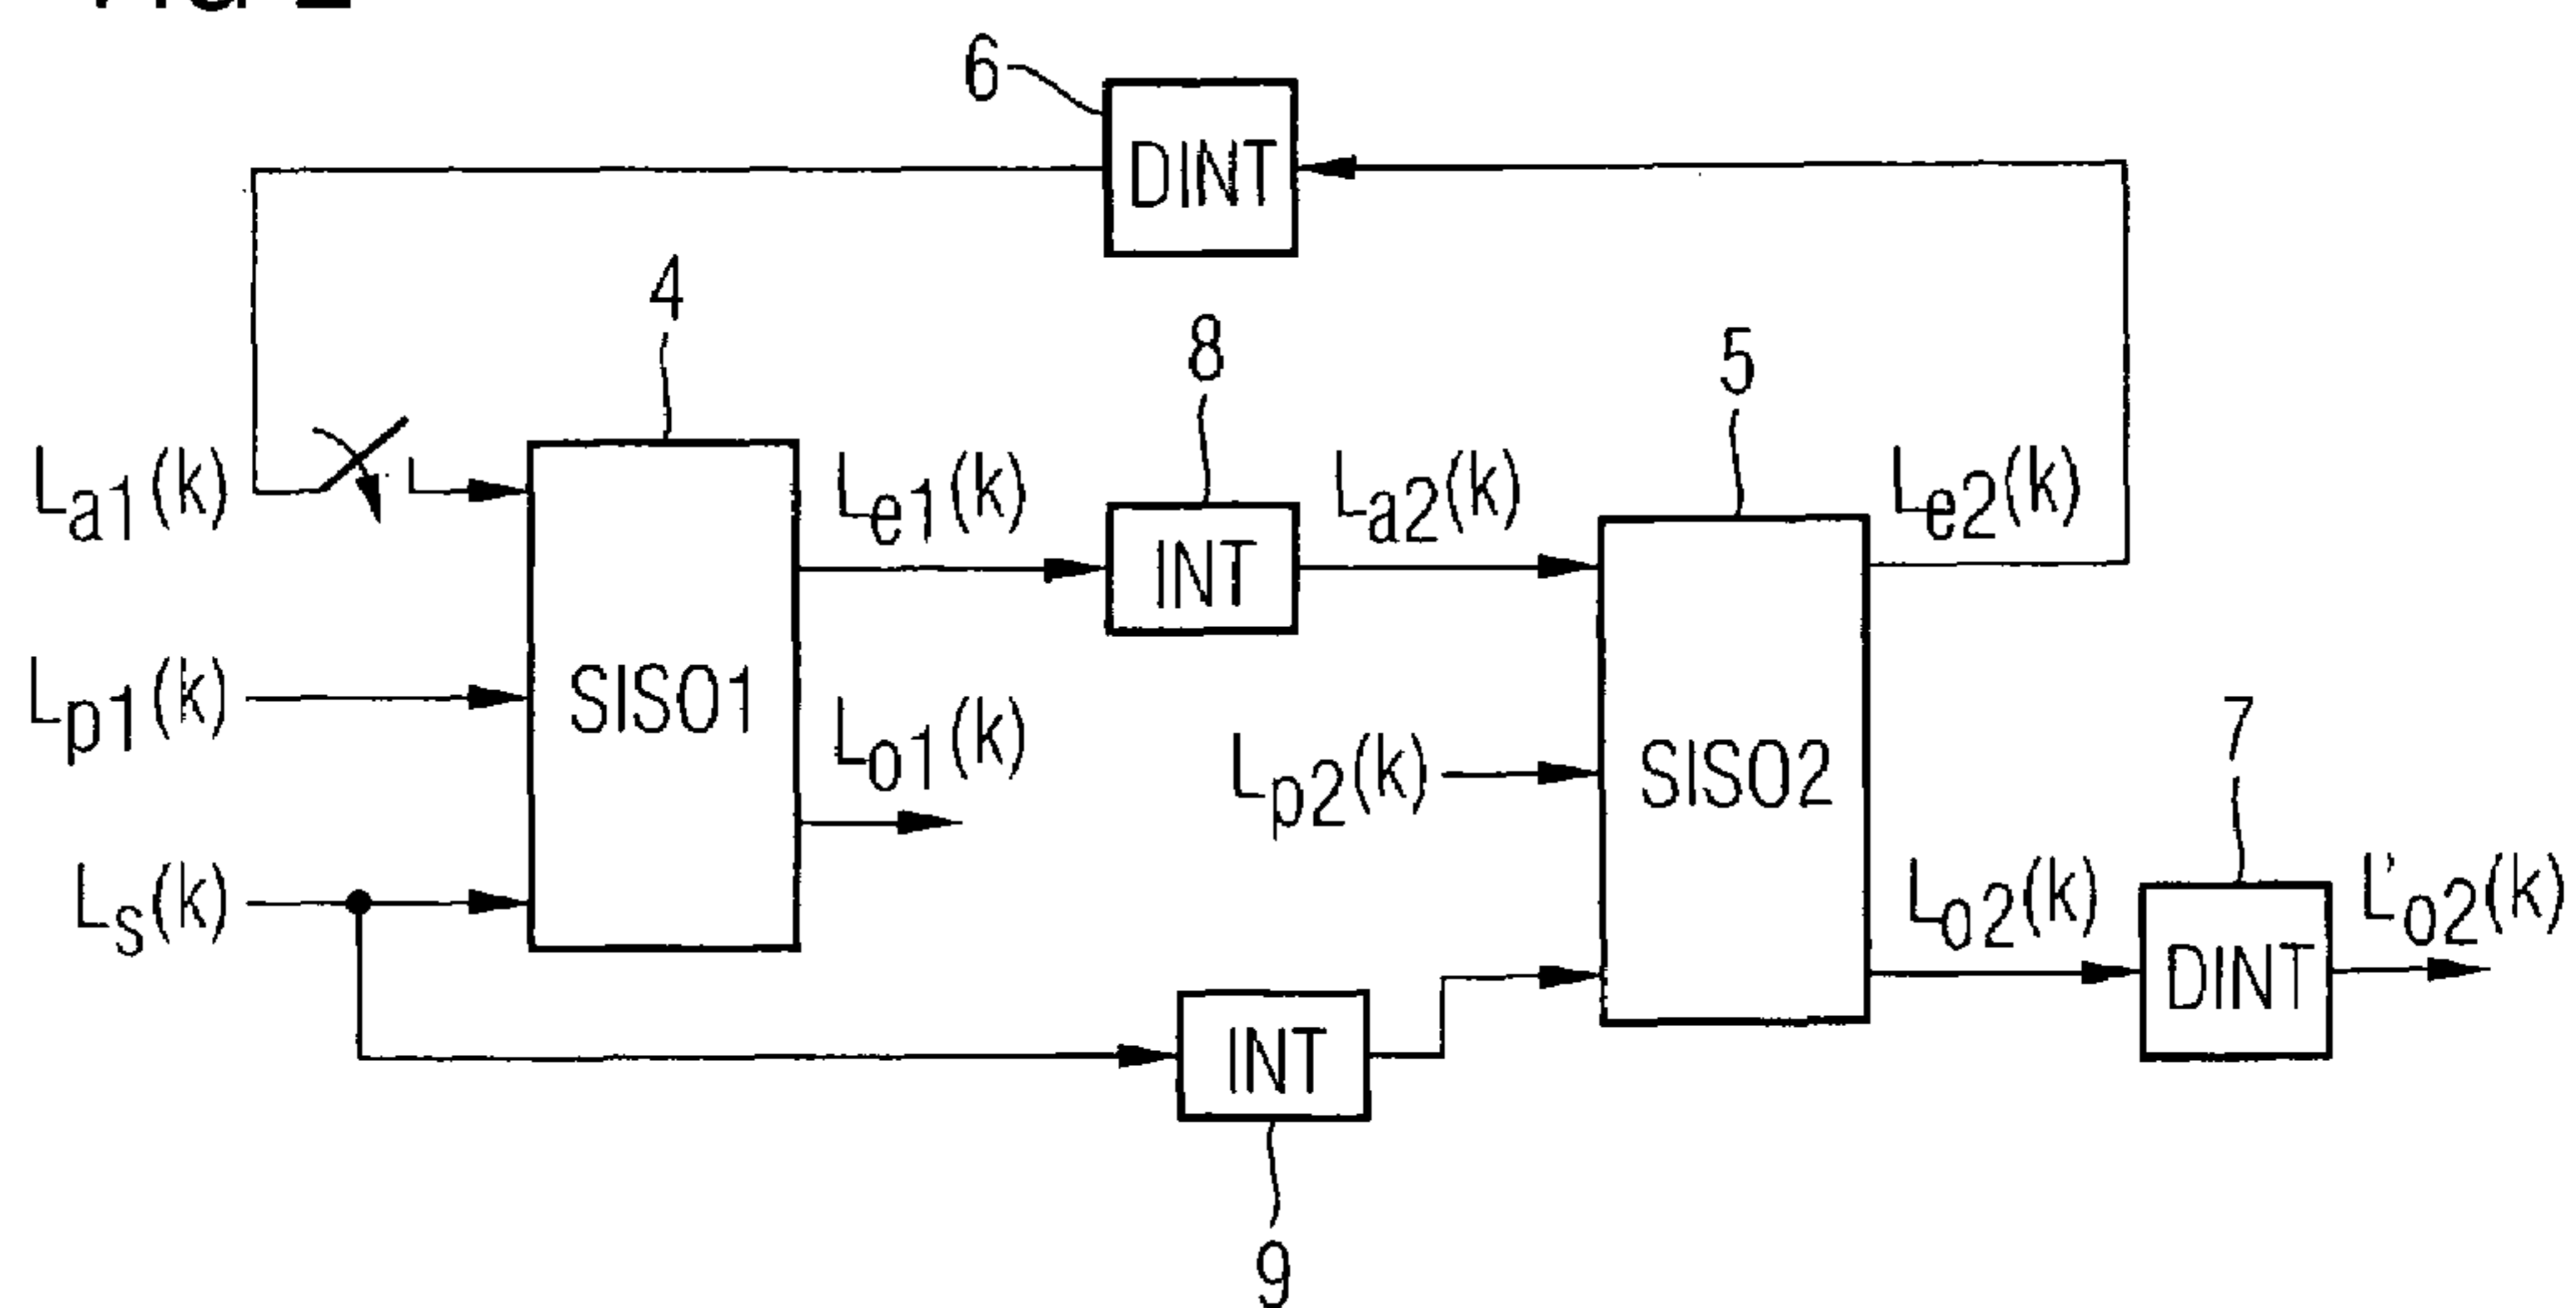 6
DINT
4
8
5
La1(k)
Le1(k)
La2(k)
Le2(k)
INT
Lp1(k)
SISO1
Lo1(k)
Lp2(k)
SISO2
7
Ls(k)
Lo2(k)
L'o2(k)
DINT
INT
9